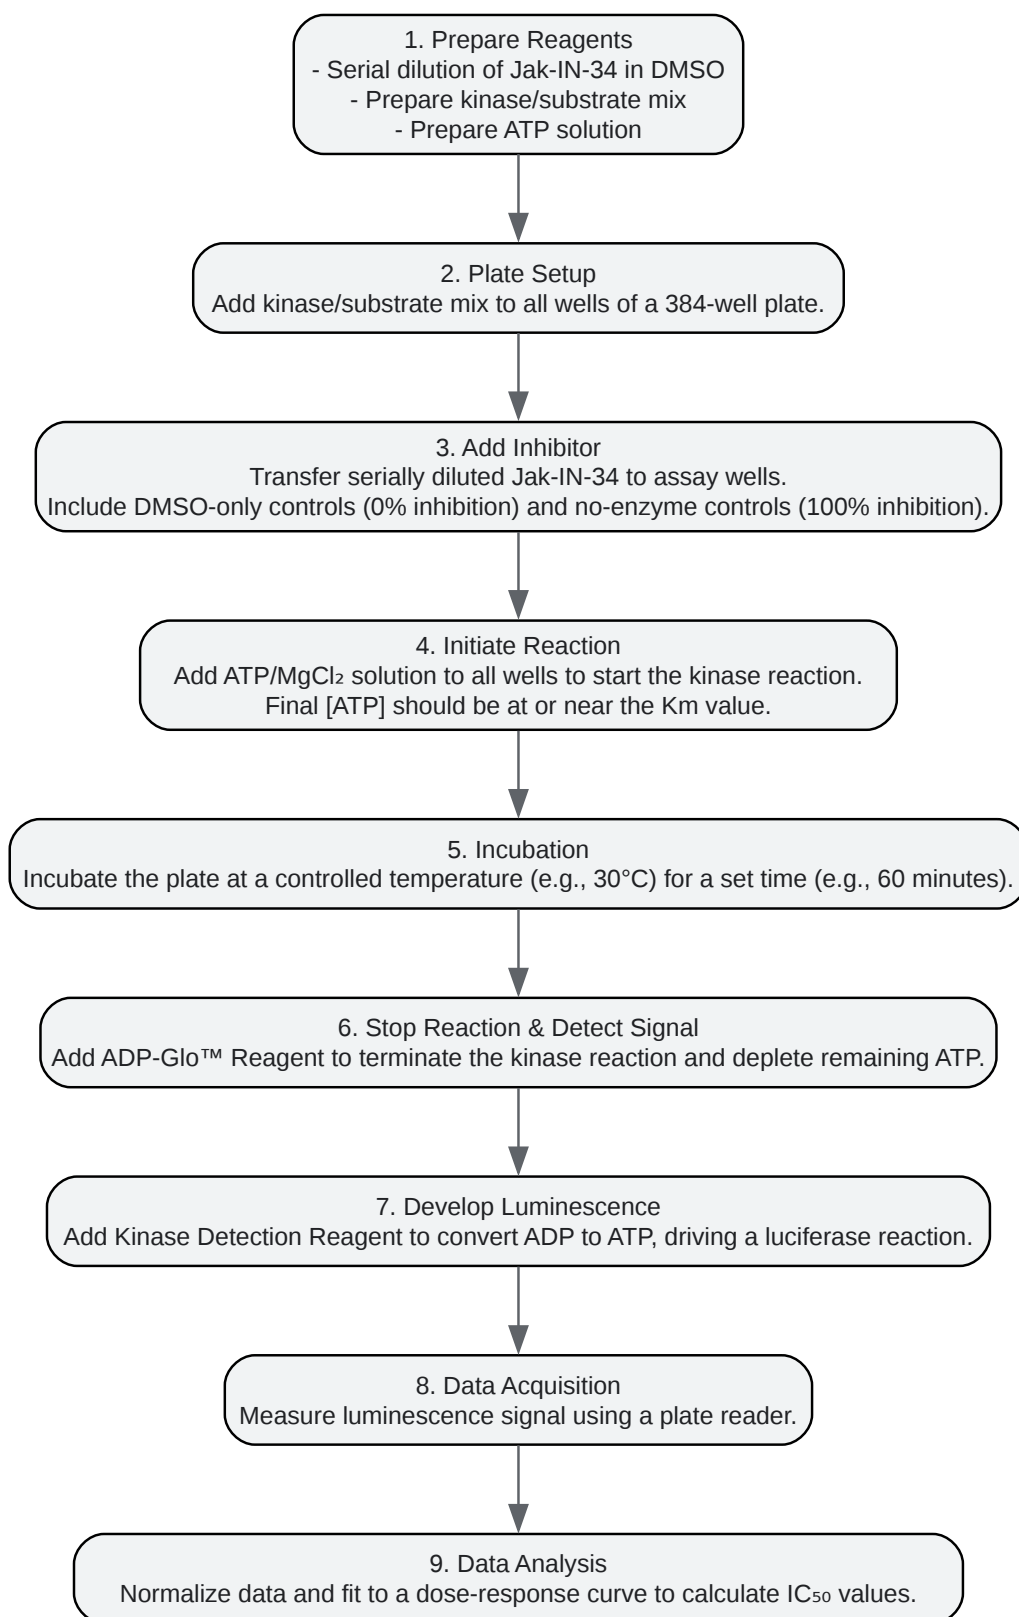 1. Prepare Reagents
- Serial dilution of Jak-IN-34 in DMSO
- Prepare kinase/substrate mix
- Prepare ATP solution
2. Plate Setup
Add kinase/substrate mix to all wells of a 384-well plate.
3. Add Inhibitor
Transfer serially diluted Jak-IN-34 to assay wells.
Include DMSO-only controls (0% inhibition) and no-enzyme controls (100% inhibition).
4. Initiate Reaction
Add ATP/MgCl₂ solution to all wells to start the kinase reaction.
Final [ATP] should be at or near the Km value.
5. Incubation
Incubate the plate at a controlled temperature (e.g., 30°C) for a set time (e.g., 60 minutes).
6. Stop Reaction & Detect Signal
Add ADP-Glo™ Reagent to terminate the kinase reaction and deplete remaining ATP.
7. Develop Luminescence
Add Kinase Detection Reagent to convert ADP to ATP, driving a luciferase reaction.
8. Data Acquisition
Measure luminescence signal using a plate reader.
9. Data Analysis
Normalize data and fit to a dose-response curve to calculate IC₅₀ values.